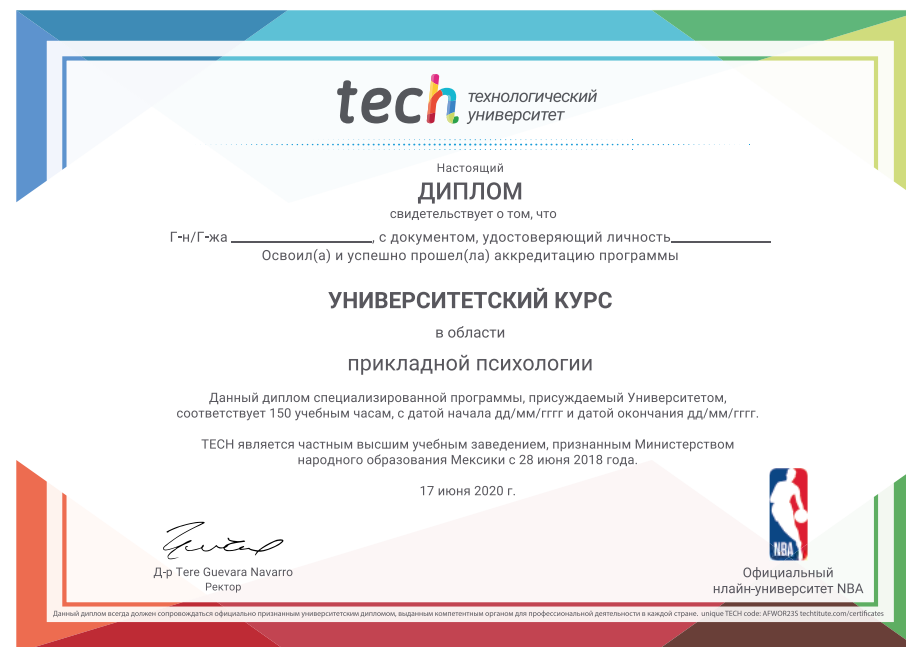 tech технологический
университет
Настоящий
ДИПЛОМ
свидетельствует о том, что
Г-н/Г-жа , с документом, удостоверяющий личность
Освоил(а) и успешно прошел(ла) аккредитацию программы
УНИВЕРСИТЕТСКИЙ КУРС
в области
прикладной психологии
Данный диплом специализированной программы, присуждаемый Университетом,
соответствует 150 учебным часам, с датой начала дд/мм/гггг и датой окончания дд/мм/гггг.
TECH является частным высшим учебным заведением, признанным Министерством
народного образования Мексики с 28 июня 2018 года.
17 июня 2020 г.
NBA
Д-р Tere Guevara Navarro
Ректор
Официальный
нлайн-университет NBA
Данный диплом всегда должен сопровождаться официально признанным университетским дипломом, выданным компетентным органом для профессиональной деятельности в каждой стране. unique TECH code: AFWOR23S techtitute.com/certificates